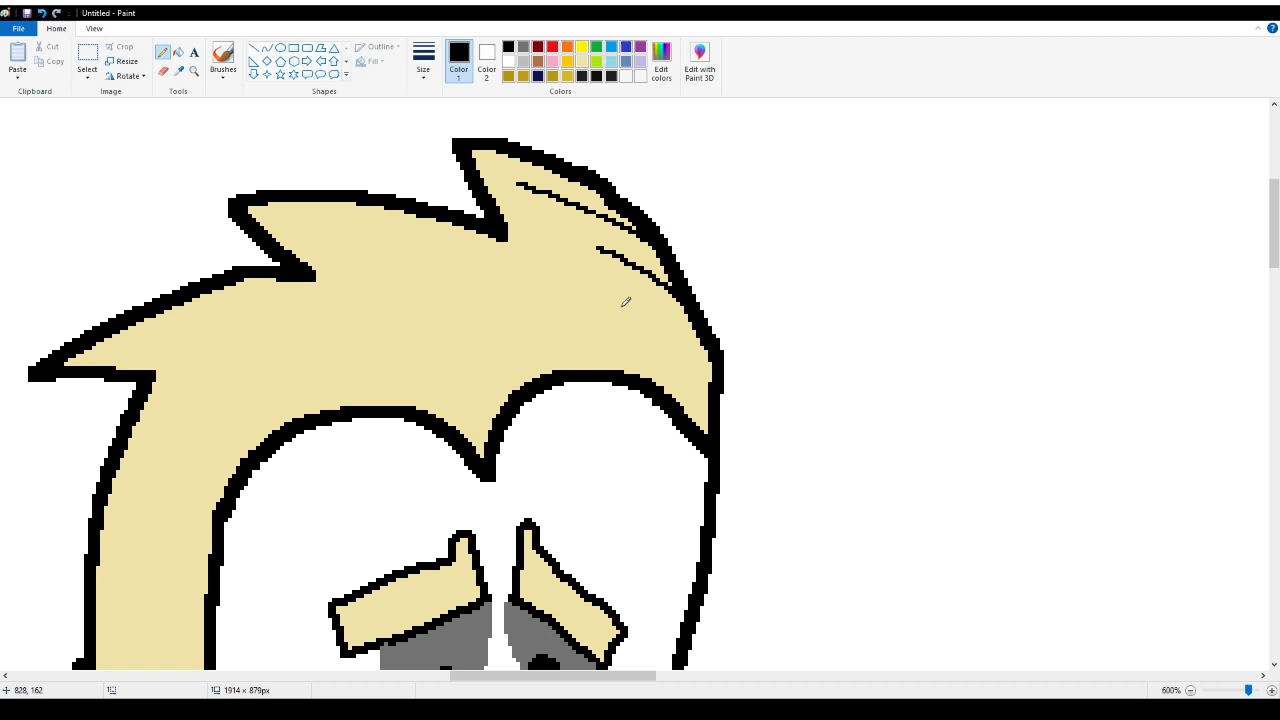 Untitled - Paint
File Home View
Paste
Cut
Copy
Clipboard
Select
Crop
Resize
Rotate
Image
A
Tools
Brushes
Outline
Fill
Shapes
Size
Color
1
Color
2
Edit
colors
Colors
Edit with
Paint 3D
828, 162
1914 × 879px
600%